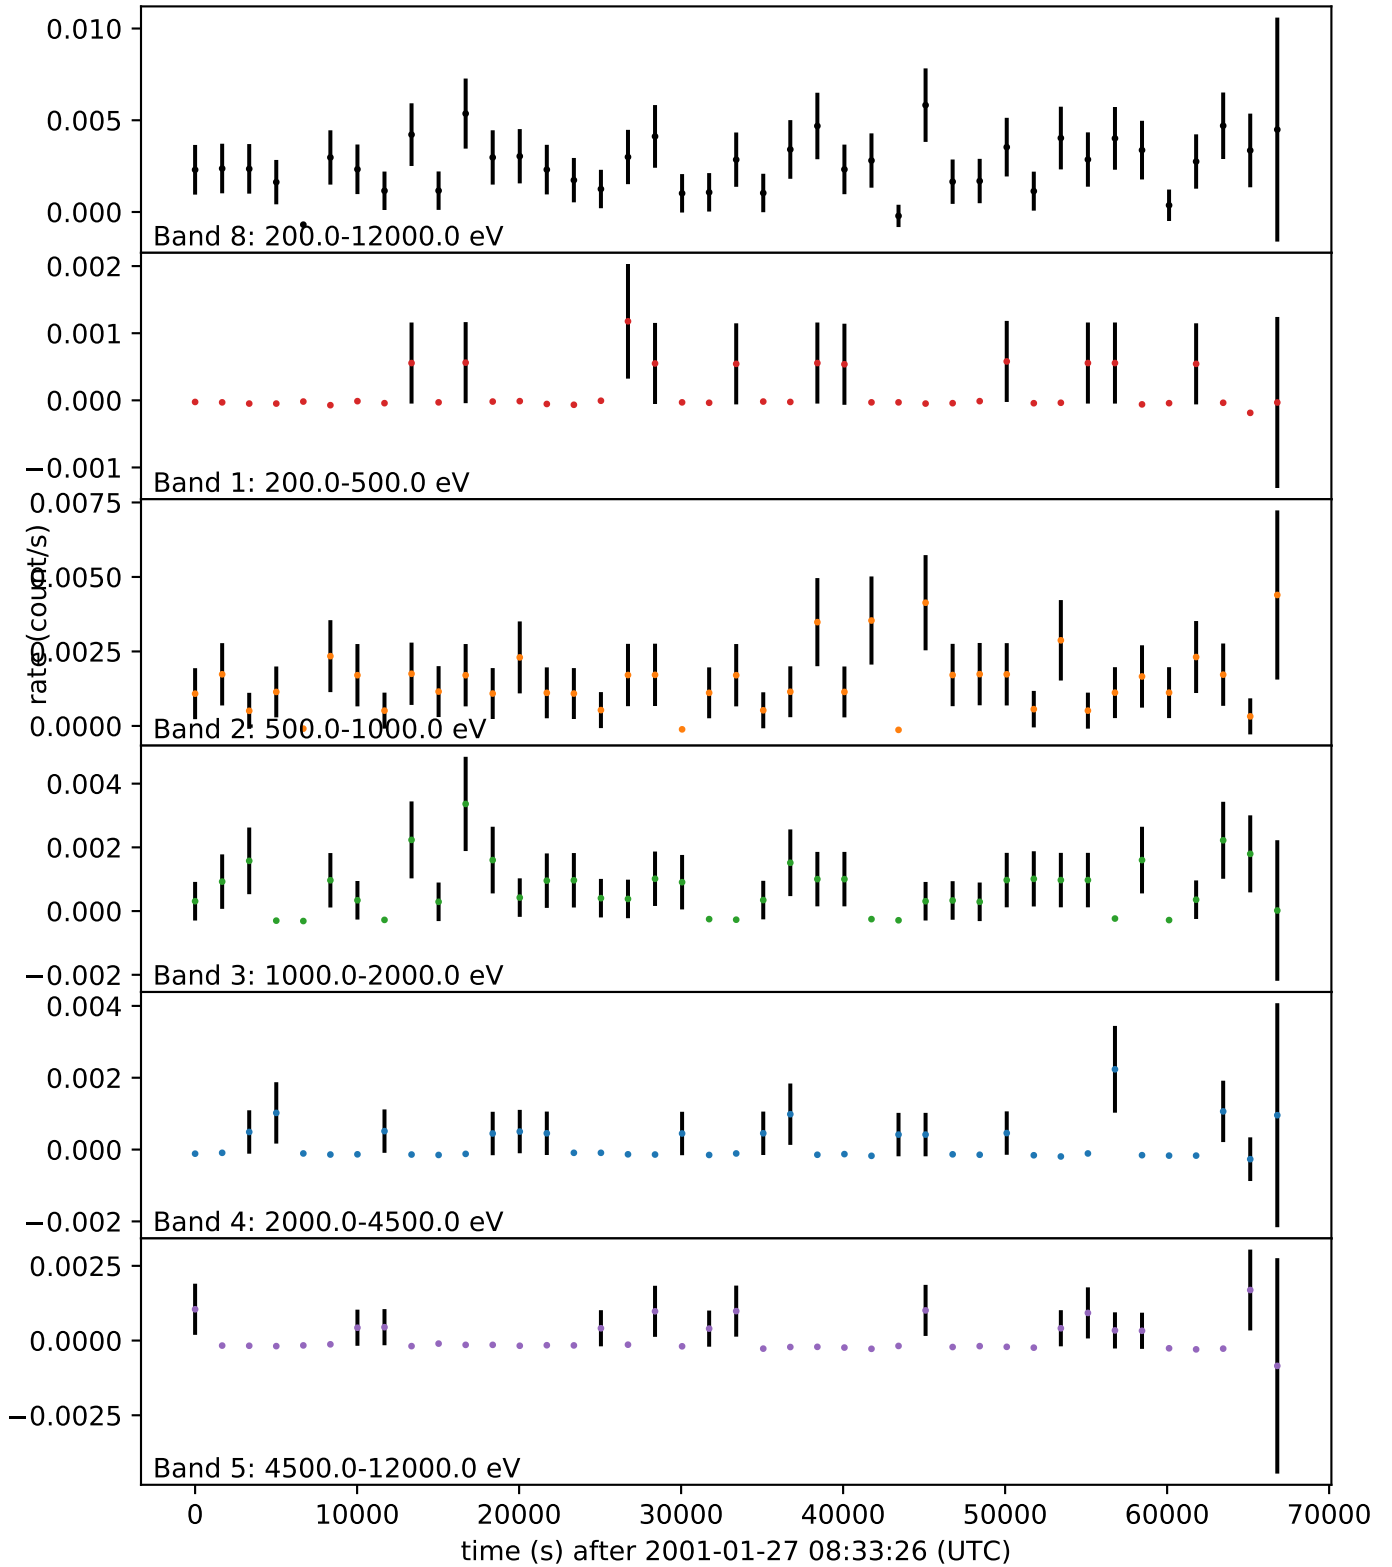 0.010
0.005
0.000
Band 8: 200.0-12000.0 eV
0.002
0.001
0.000
−0.001
Band 1: 200.0-500.0 eV
rate (count/s)
0.0075
0.0050
0.0025
0.0000
Band 2: 500.0-1000.0 eV
0.004
0.002
0.000
−0.002
Band 3: 1000.0-2000.0 eV
0.004
0.002
0.000
−0.002
Band 4: 2000.0-4500.0 eV
0.0025
0.0000
−0.0025
Band 5: 4500.0-12000.0 eV
0 10000 20000 30000 40000 50000 60000 70000
time (s) after 2001-01-27 08:33:26 (UTC)